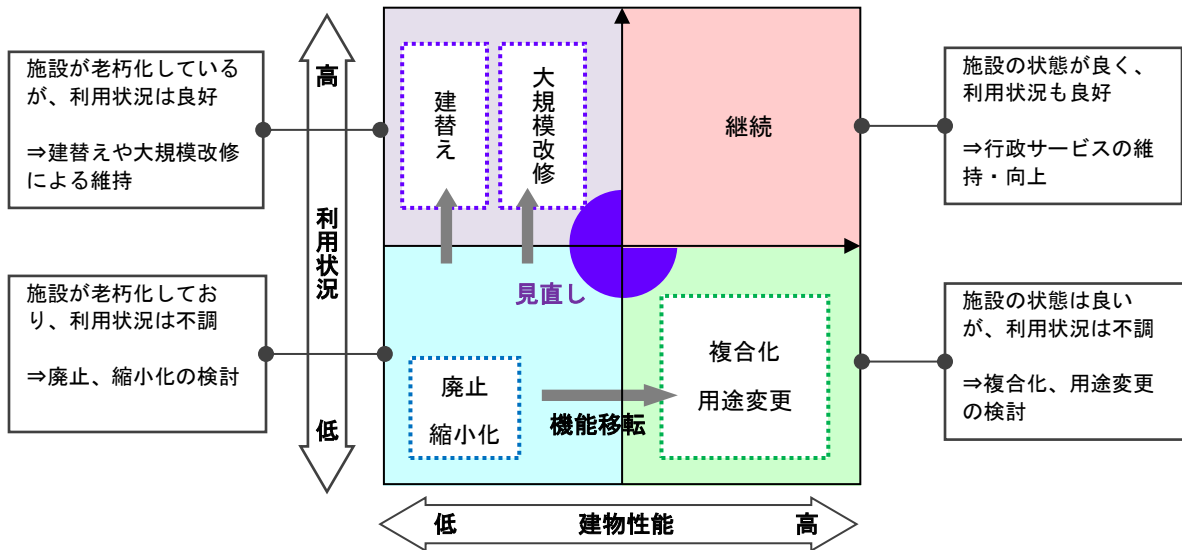 施設が老朽化しているが、利用状況は良好
⇒建替えや大規模改修による維持
施設が老朽化しており、利用状況は不調
⇒廃止、縮小化の検討
高
利用状況
低
建替え
大規模改修
継続
見直し
廃止
縮小化
機能移転
複合化
用途変更
低
建物性能
高
施設の状態が良く、利用状況も良好
⇒行政サービスの維持・向上
施設の状態は良いが、利用状況は不調
⇒複合化、用途変更の検討